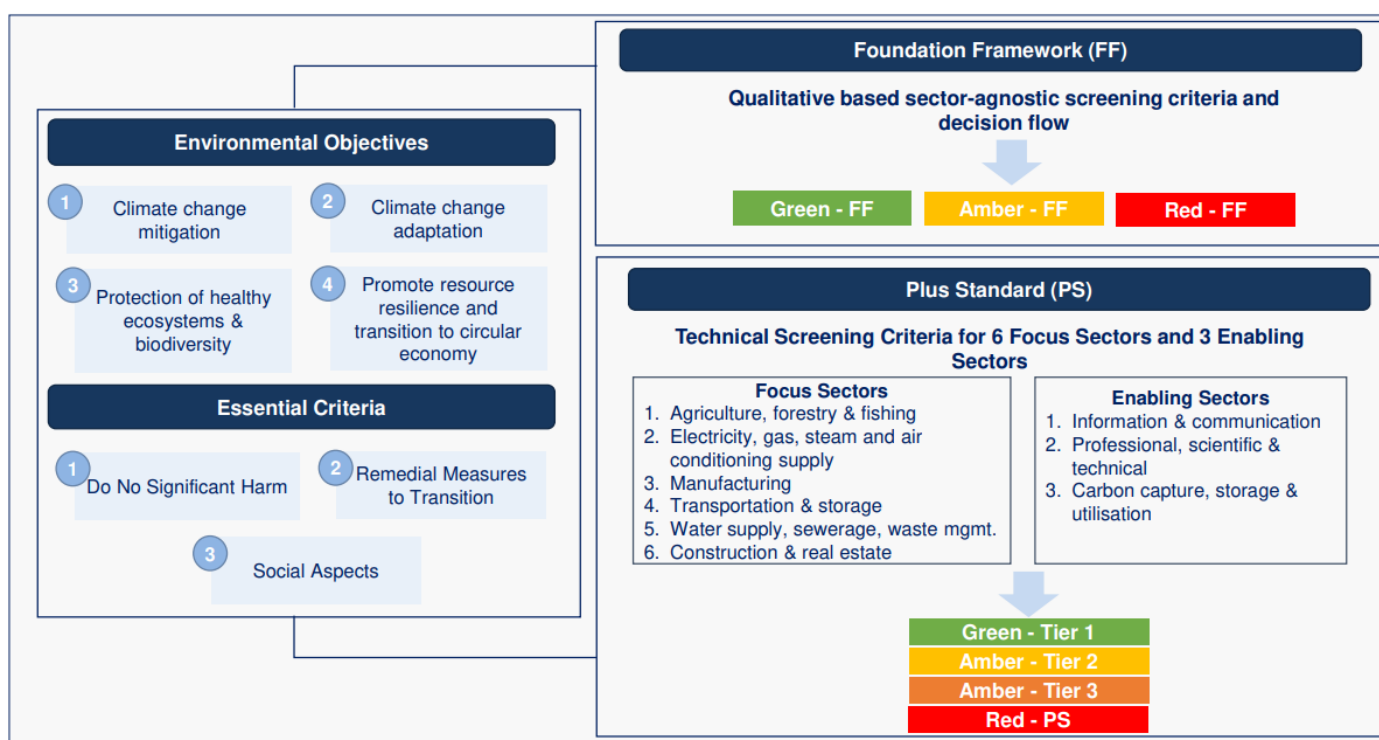 Environmental Objectives
1
Climate change
mitigation
2
Climate change
adaptation
3
Protection of healthy
ecosystems &
biodiversity
4
Promote resource
resilience and
transition to circular
economy
Essential Criteria
1
Do No Significant Harm
2
Remedial Measures
to Transition
3
Social Aspects
Foundation Framework (FF)
Qualitative based sector-agnostic screening criteria and
decision flow
Green - FF
Amber - FF
Red - FF
Plus Standard (PS)
Technical Screening Criteria for 6 Focus Sectors and 3 Enabling
Sectors
Focus Sectors
1. Agriculture, forestry & fishing
2. Electricity, gas, steam and air
conditioning supply
3. Manufacturing
4. Transportation & storage
5. Water supply, sewerage, waste mgmt.
6. Construction & real estate
Enabling Sectors
1. Information & communication
2. Professional, scientific &
technical
3. Carbon capture, storage &
utilisation
Green - Tier 1
Amber - Tier 2
Amber - Tier 3
Red - PS